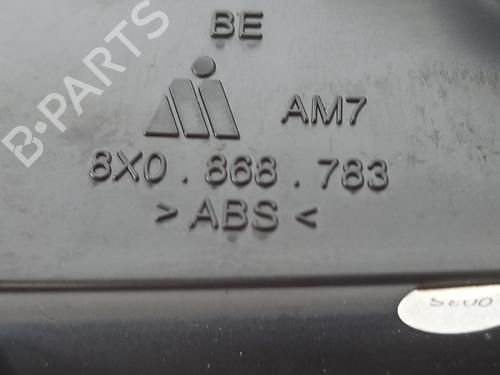 B-PARTS
BE
AM7
8X0 . 868 . 783
> ABS <